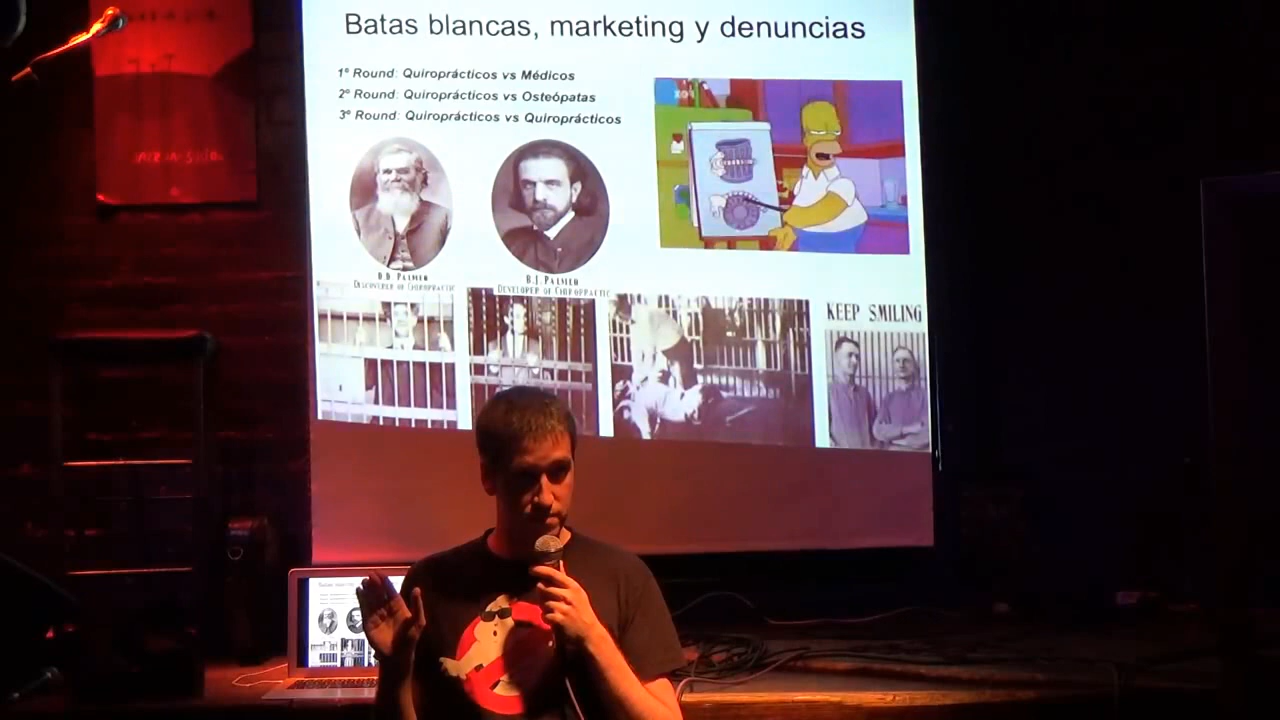 Batas blancas, marketing y denuncias
1º Round: Quiroprácticos vs Médicos
2º Round: Quiroprácticos vs Osteópatas
3º Round: Quiroprácticos vs Quiroprácticos
D.D. PALMER
DISCOVERER OF CHIROPRACTIC
B.J. PALMER
DEVELOPER OF CHIROPRACTIC
KEEP SMILING